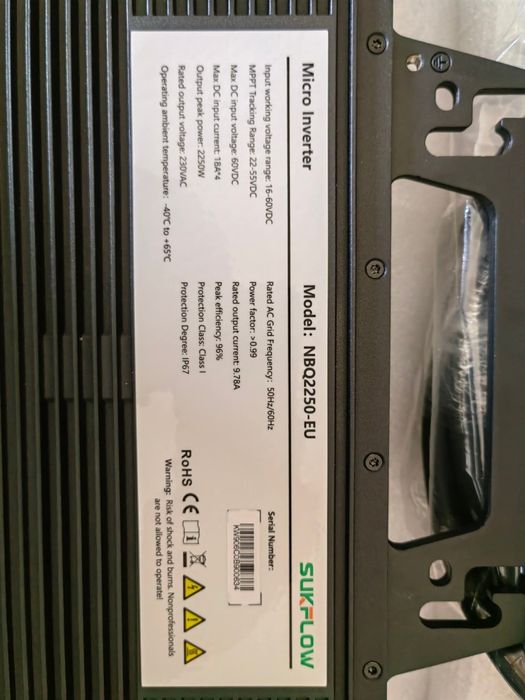 Micro Inverter
Model: NBQ2250-EU
SUKFLOW
Input working voltage range: 16-60VDC
MPPT Tracking Range: 22-55VDC
Max DC input voltage: 60VDC
Max DC input current: 18A*4
Output peak power: 2250W
Rated output voltage: 230VAC
Operating ambient temperature: -40℃ to +65℃
Rated AC Grid Frequency: 50Hz/60Hz
Power factor: >0.99
Rated output current: 9.78A
Peak efficiency: 96%
Protection Class: Class I
Protection Degree: IP67
Serial Number:
RoHS CE
Warning: Risk of shock and burns. Nonprofessionals
are not allowed to operate!